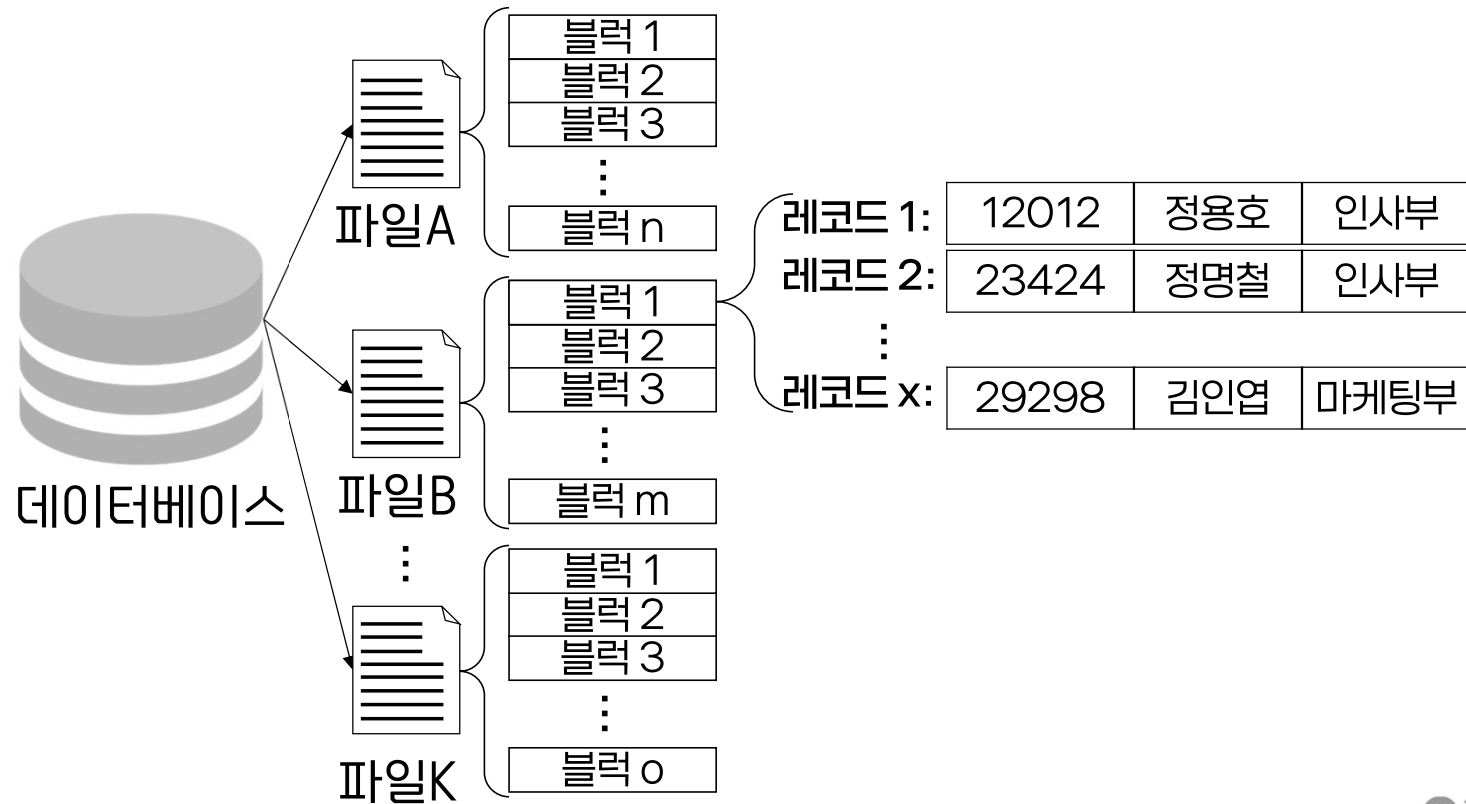 데이터베이스
파일A
블럭 1
블럭 2
블럭 3
⋮
블럭 n
파일B
블럭 1
블럭 2
블럭 3
⋮
블럭 m
⋮
파일K
블럭 1
블럭 2
블럭 3
⋮
블럭 o
레코드 1: 12012 정용호 인사부
레코드 2: 23424 정명철 인사부
⋮
레코드 x: 29298 김인엽 마케팅부